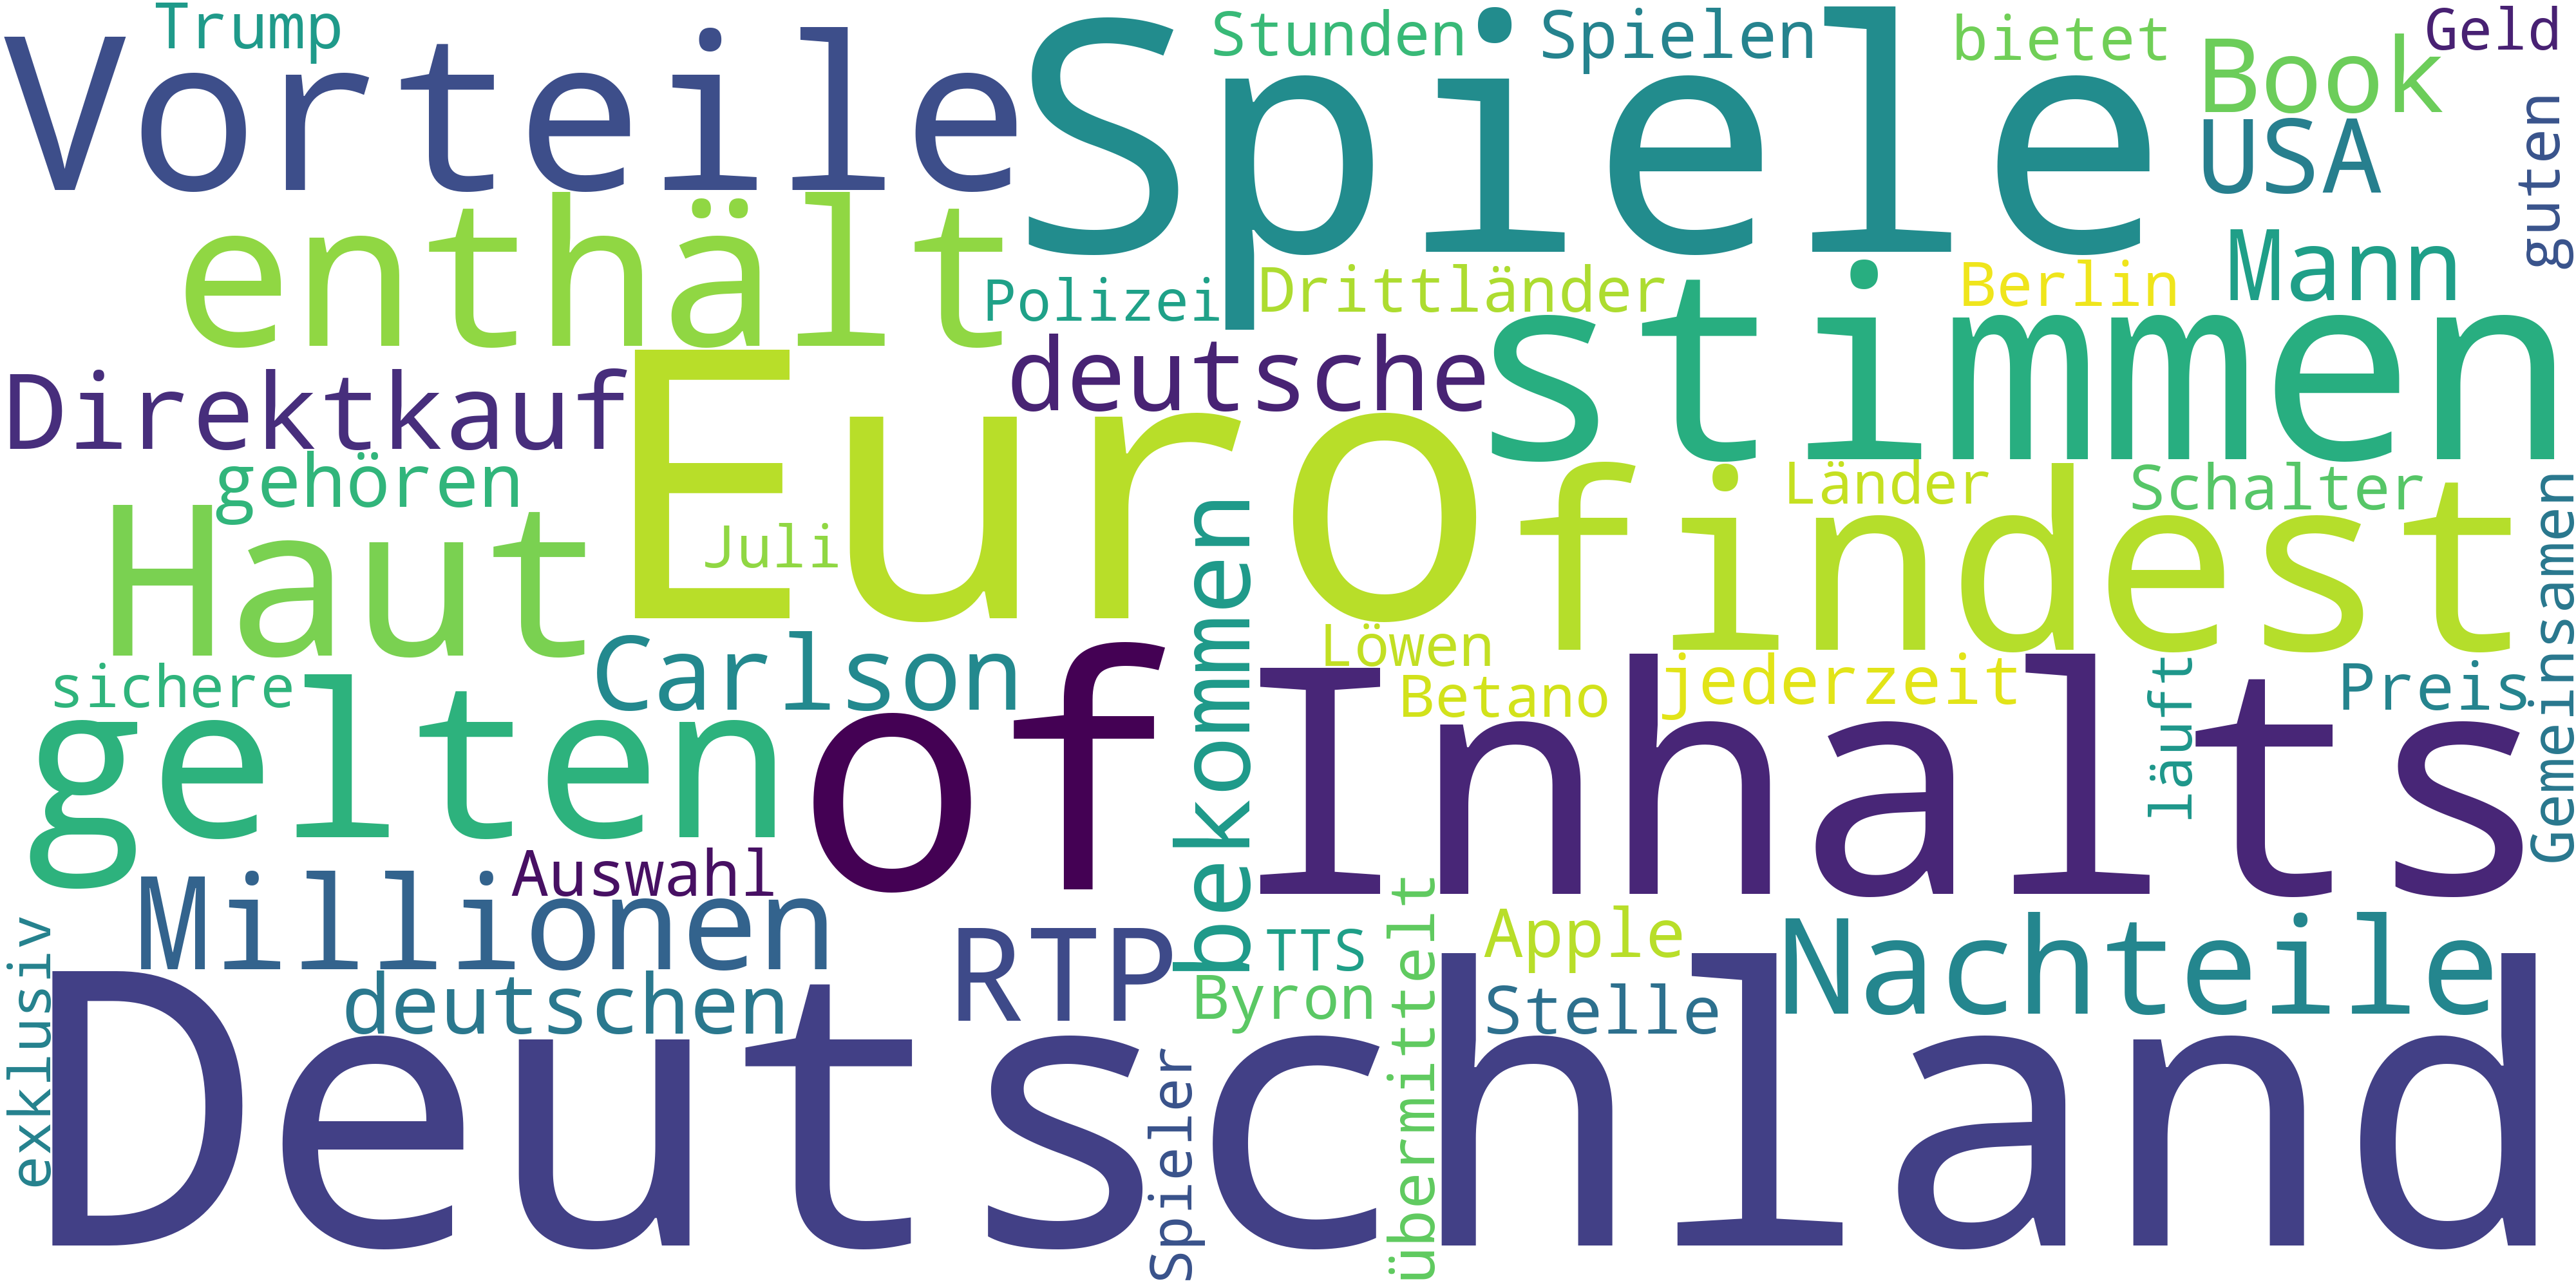 Trump
Stunden
Spielen
bietet
Geld
Vorteile
Spiele
Book
USA
guten
enthält
Polizei
Drittländer
Berlin
Mann
stimmen
Direktkauf
deutsche
Euro
gehören
Juli
Haut
findest
Länder
Schalter
bekommen
Gemeinsamen
Carlson
Löwen
Betano
jederzeit
läuft
Preis
sichere
gelten
of
Inhalts
Auswahl
Millionen
RTP
TTS
Apple
Nachteile
exklusiv
deutschen
Byron
Stelle
übermittelt
Spieler
Deutschland